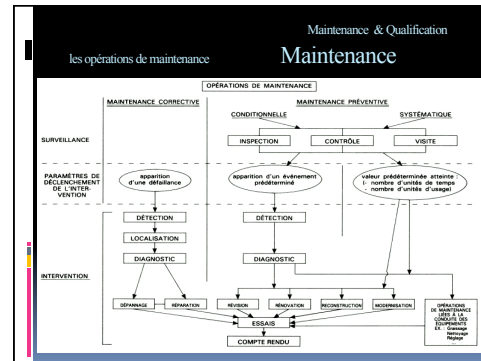 Maintenance & Qualification
les opérations de maintenance
Maintenance
OPÉRATIONS DE MAINTENANCE
MAINTENANCE CORRECTIVE
MAINTENANCE PRÉVENTIVE
CONDITIONNELLE
SYSTÉMATIQUE
SURVEILLANCE
INSPECTION
CONTRÔLE
VISITE
PARAMÈTRES DE
DÉCLENCHEMENT
DE L'INTER-
VENTION
apparition
d'une défaillance
apparition d'un événement
prédéterminé
valeur prédéterminée atteinte :
(- nombre d'unités de temps
- nombre d'unités d'usage)
INTERVENTION
DÉTECTION
LOCALISATION
DIAGNOSTIC
DÉTECTION
DIAGNOSTIC
DÉPANNAGE
RÉPARATION
RÉVISION
RÉNOVATION
RECONSTRUCTION
MODERNISATION
OPÉRATIONS
DE MAINTENANCE
LIÉES À LA
CONDUITE DES
ÉQUIPEMENTS
EX. : Graissage
Nettoyage
Réglage
ESSAIS
COMPTE RENDU